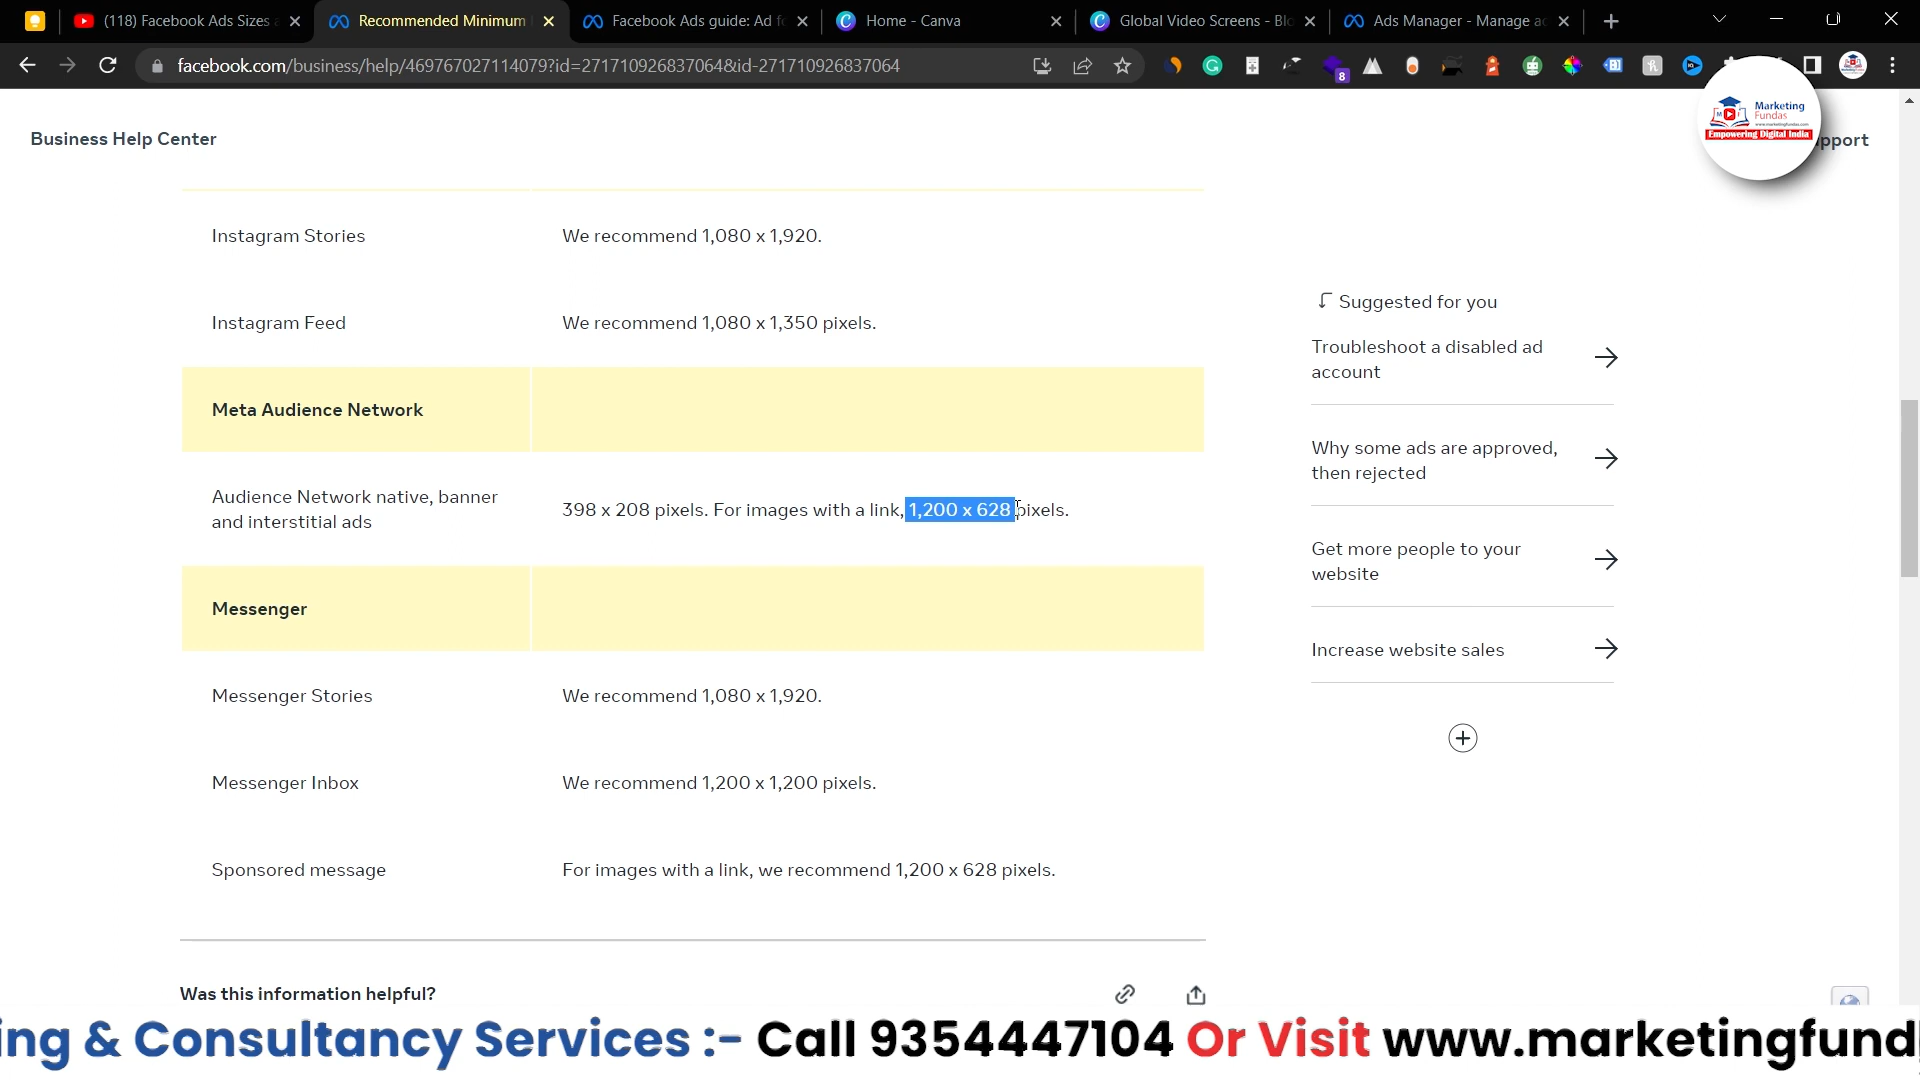 (118) Facebook Ads Sizes
Recommended Minimum
Facebook Ads guide: Ad fo
Home - Canva
Global Video Screens - Blo
Ads Manager - Manage ac
facebook.com/business/help/469767027114079?id=271710926837064&id-271710926837064
8
Marketing
Fundas
www.marketingfundas.com
Empowering Digital India
Business Help Center
pport
Instagram Stories
We recommend 1,080 x 1,920.
Instagram Feed
We recommend 1,080 x 1,350 pixels.
Meta Audience Network
Audience Network native, banner
and interstitial ads
398 x 208 pixels. For images with a link, 1,200 x 628 pixels.
Messenger
Messenger Stories
We recommend 1,080 x 1,920.
Messenger Inbox
We recommend 1,200 x 1,200 pixels.
Sponsored message
For images with a link, we recommend 1,200 x 628 pixels.
Suggested for you
Troubleshoot a disabled ad
account
Why some ads are approved,
then rejected
Get more people to your
website
Increase website sales
Was this information helpful?
ing & Consultancy Services :- Call 9354447104 Or Visit www.marketingfund